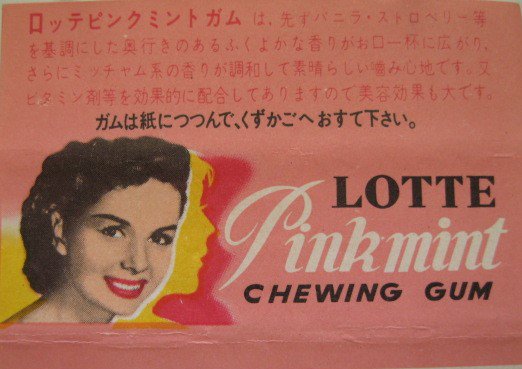 ロッテピンクミントガム は、先ずバニラ・ストロベリー等
を基調にした奥行きのあるふくよかな香りがお口一杯に広がり、
さらにミッチャム系の香りが調和して素晴らしい嚙み心地です。又
ビタミン剤等を効果的に配合してありますので美容効果も大です。
ガムは紙につつんで、くずかごへおすて下さい。
LOTTE
Pinkmint
CHEWING GUM